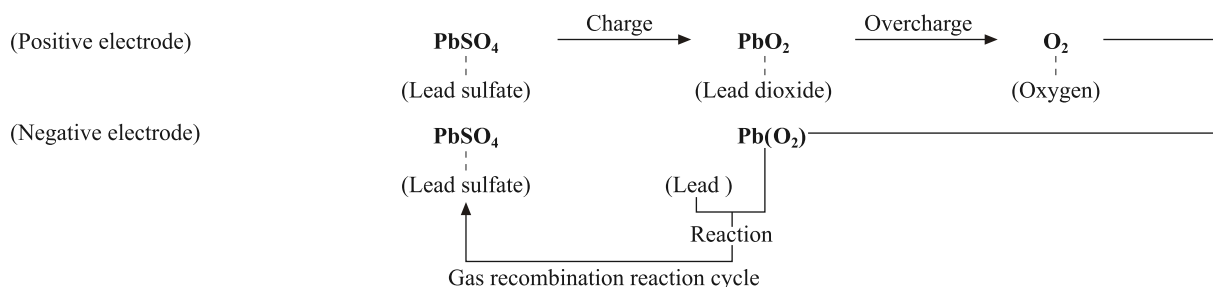 Charge Overcharge
(Positive electrode) PbSO₄ PbO₂ O₂
(Lead sulfate) (Lead dioxide) (Oxygen)
(Negative electrode) PbSO₄ Pb(O₂)
(Lead sulfate) (Lead )
Reaction
Gas recombination reaction cycle